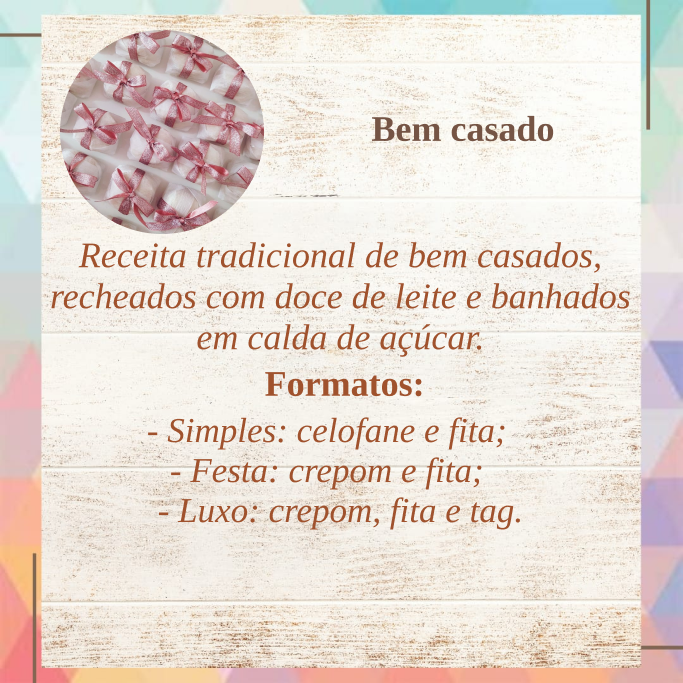 Bem casado
Receita tradicional de bem casados,
recheados com doce de leite e banhados
em calda de açúcar.
Formatos:
- Simples: celofane e fita;
- Festa: crepom e fita;
- Luxo: crepom, fita e tag.